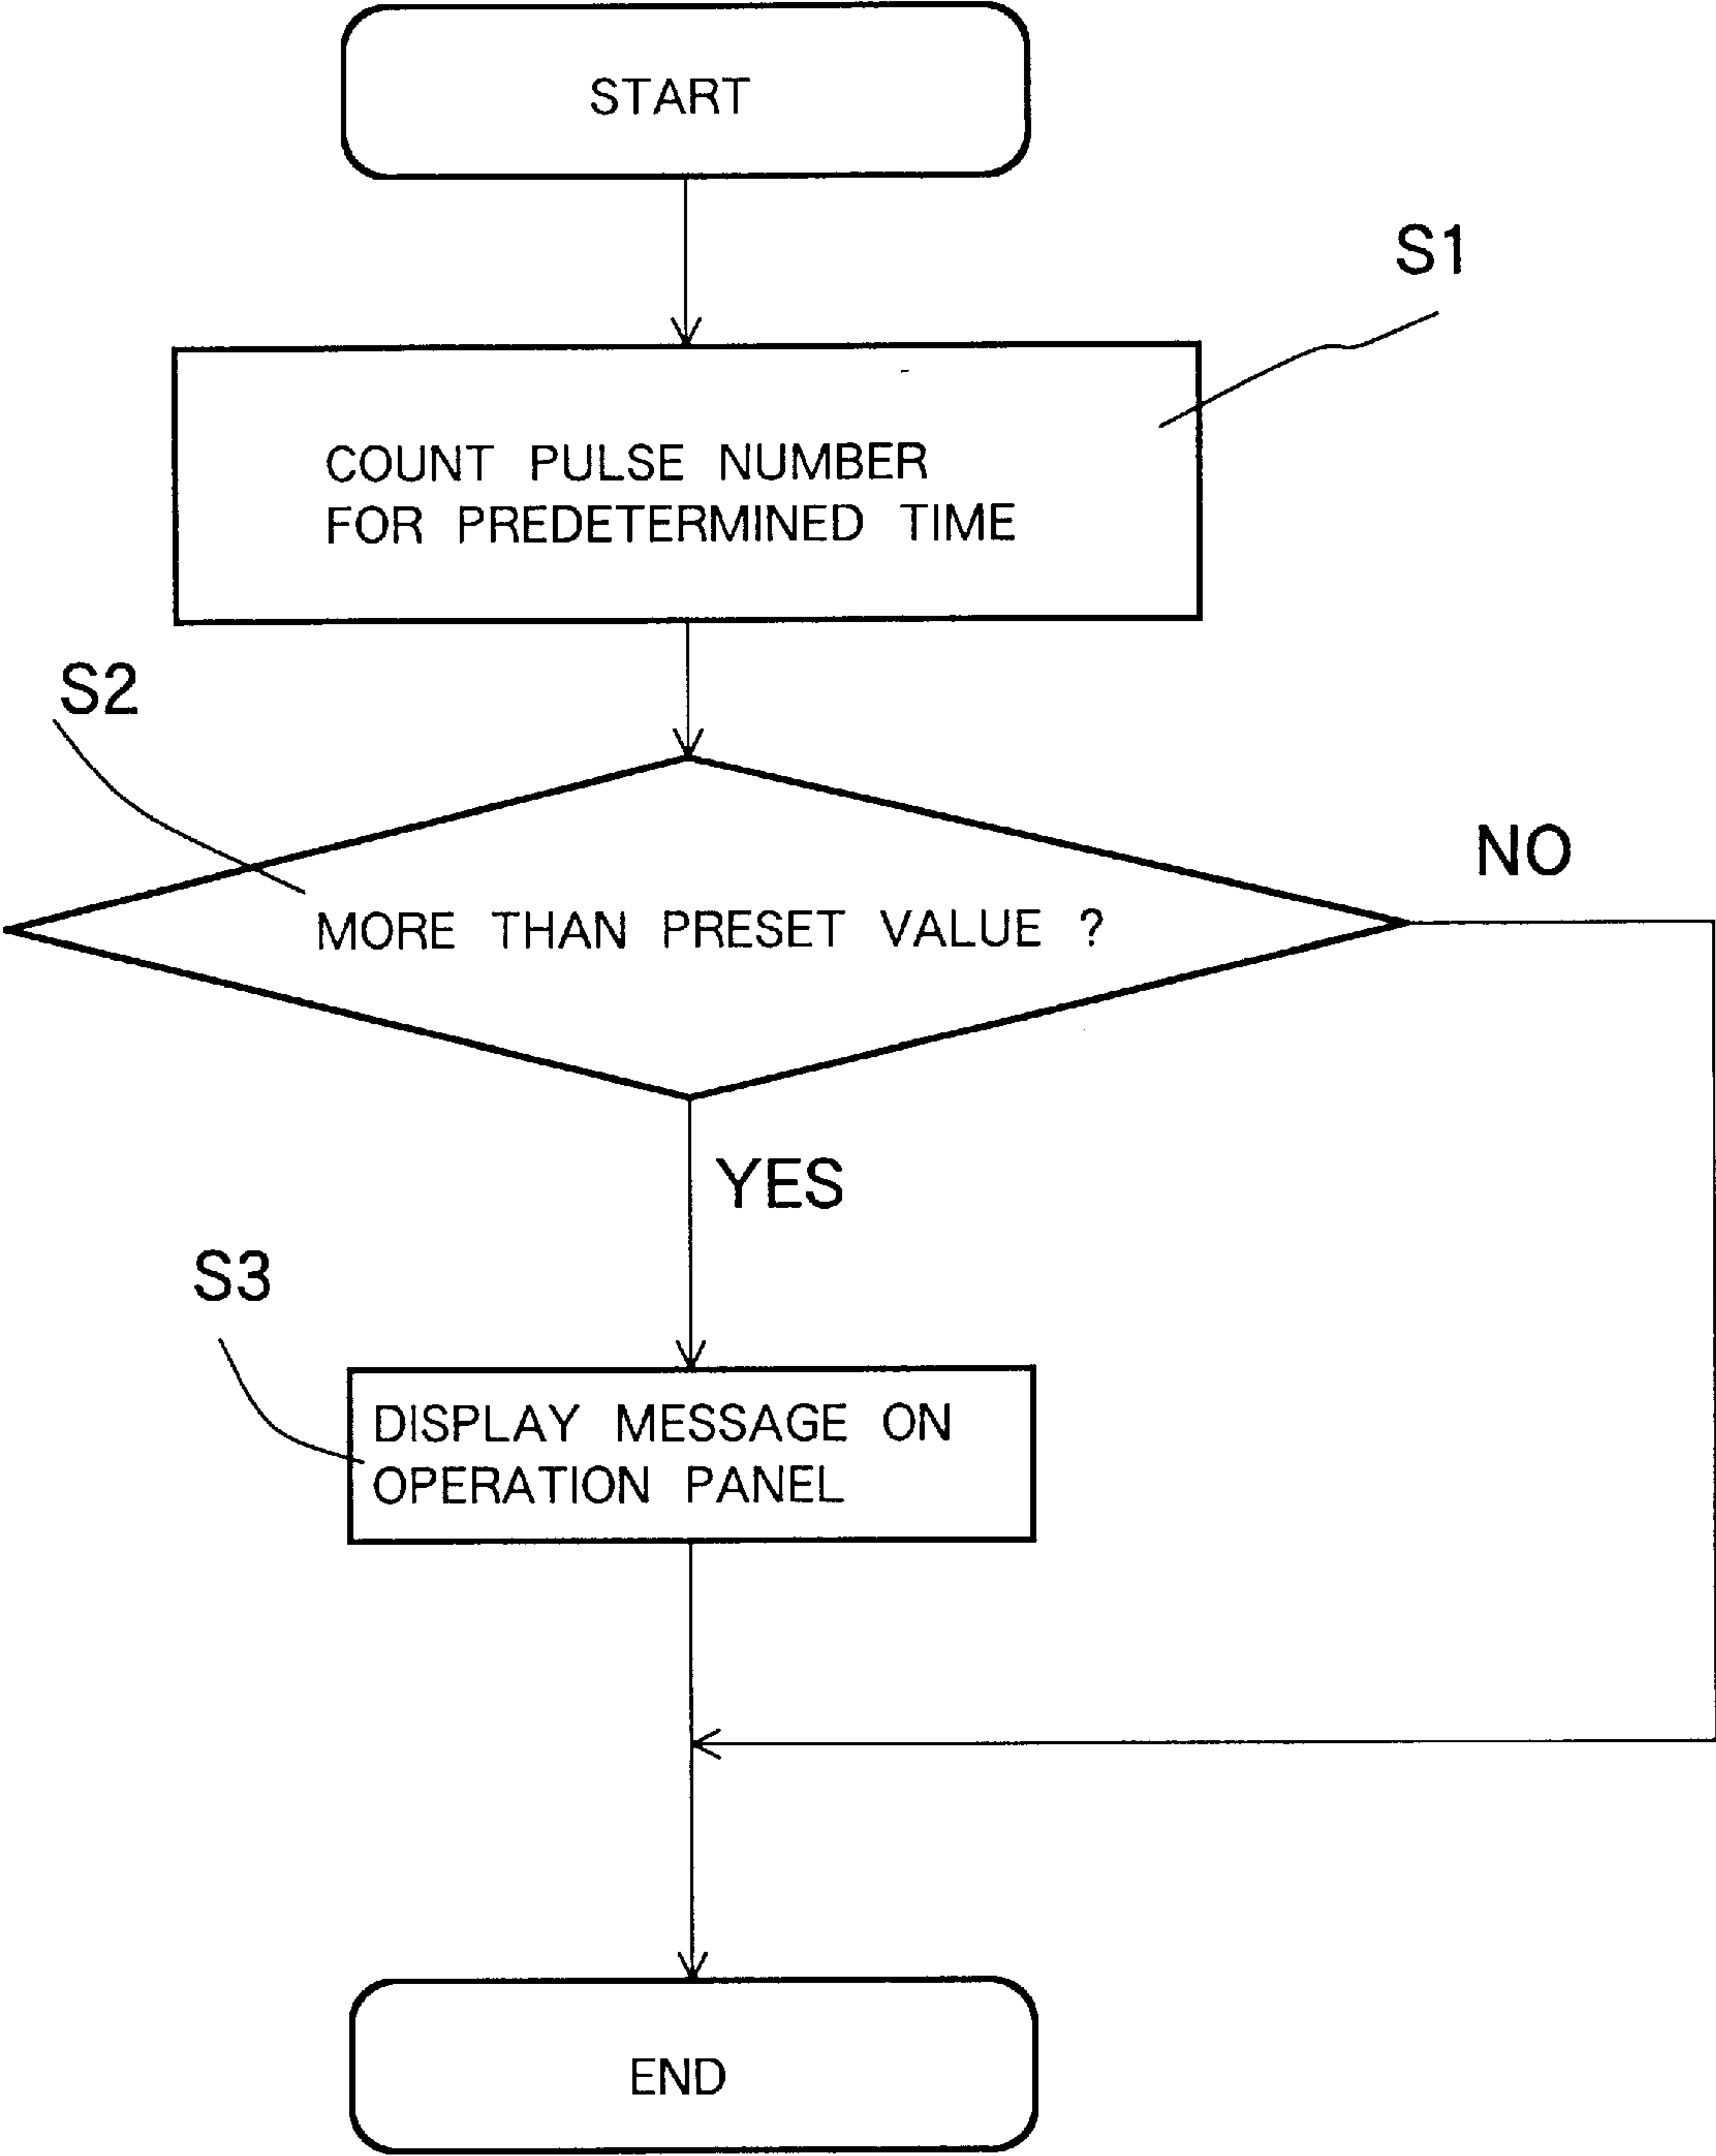 START
S1
COUNT PULSE NUMBER
FOR PREDETERMINED TIME
S2
NO
MORE THAN PRESET VALUE ?
YES
S3
DISPLAY MESSAGE ON
OPERATION PANEL
END